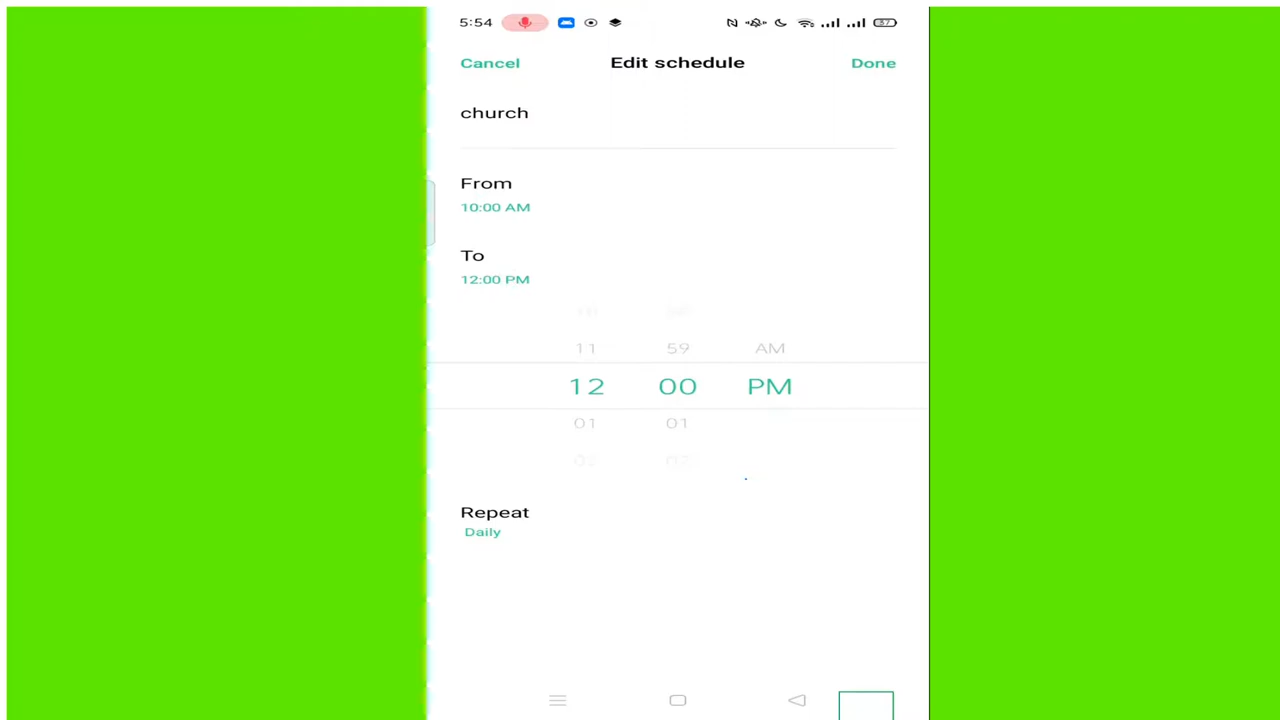 5:54 37
Cancel Edit schedule Done
church
From
10:00 AM
To
12:00 PM
11 59 AM
12 00 PM
01 01
Repeat
Daily